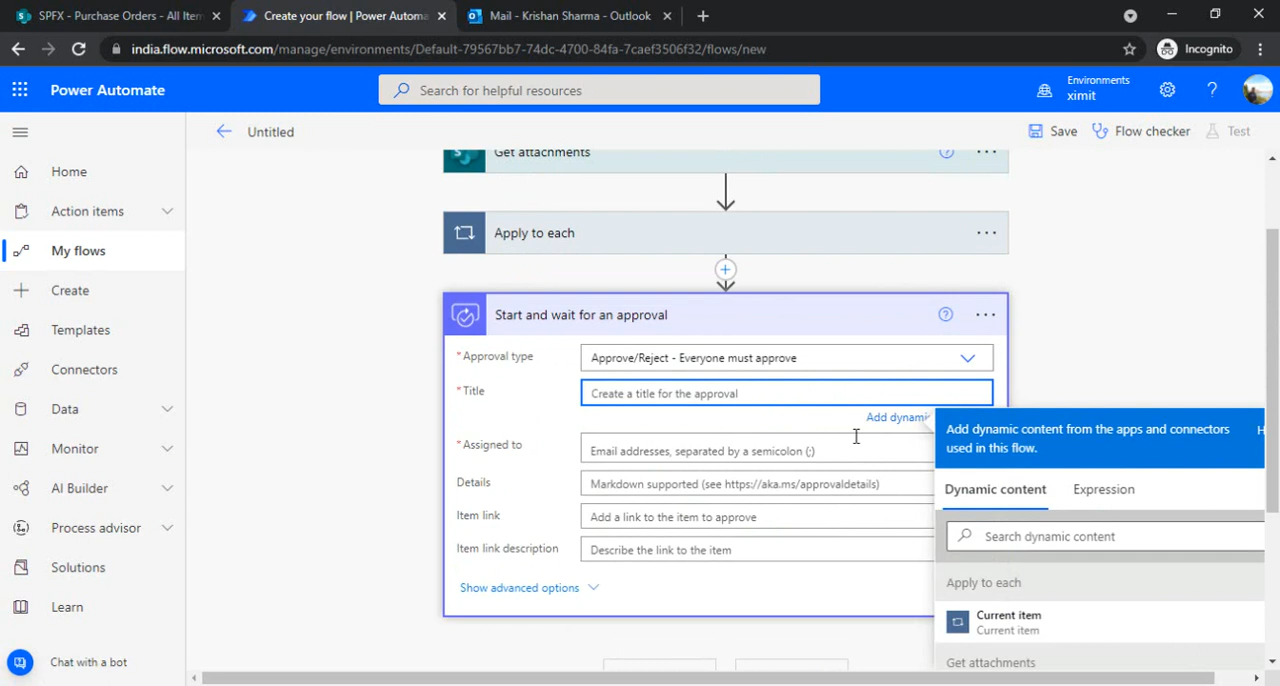 SPFX - Purchase Orders - All Iten
Create your flow | Power Automa
Mail - Krishan Sharma - Outlook
india.flow.microsoft.com/manage/environments/Default-79567bb7-74dc-4700-84fa-7caef3506f32/flows/new
Incognito
Power Automate
Search for helpful resources
Environments
ximit
Untitled
Save
Flow checker
Test
Home
Action items
My flows
Create
Templates
Connectors
Data
Monitor
AI Builder
Process advisor
Solutions
Learn
Chat with a bot
Get attachments
Apply to each
Start and wait for an approval
* Approval type
Approve/Reject - Everyone must approve
* Title
Create a title for the approval
Add dynamic
* Assigned to
Email addresses, separated by a semicolon (;)
Details
Markdown supported (see https://aka.ms/approvaldetails)
Item link
Add a link to the item to approve
Item link description
Describe the link to the item
Show advanced options
Add dynamic content from the apps and connectors
used in this flow.
H
Dynamic content
Expression
Search dynamic content
Apply to each
Current item
Current item
Get attachments